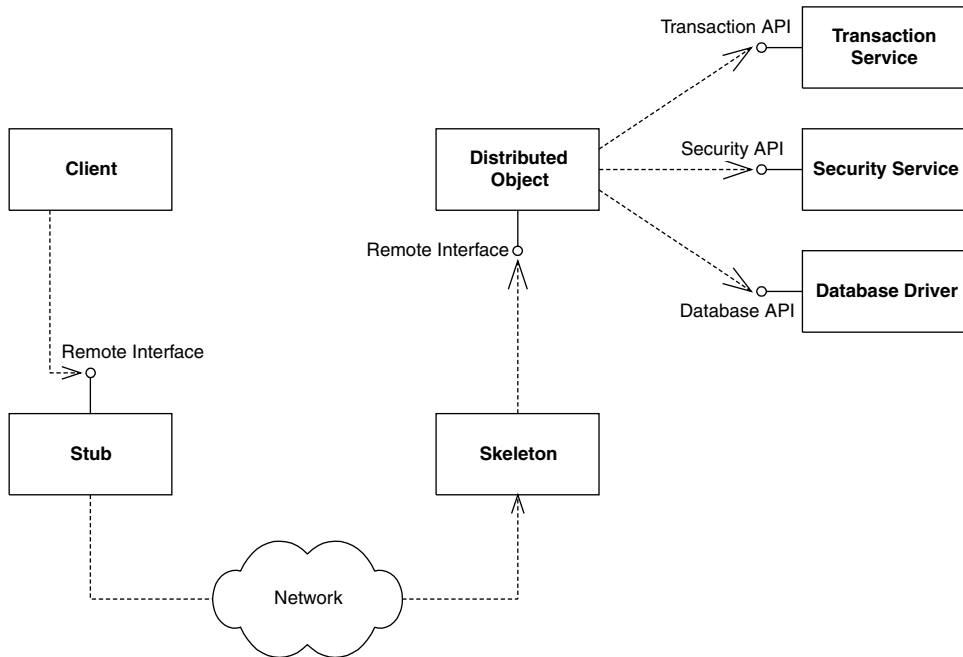 Transaction API
Transaction
Service
Client
Distributed
Object
Security API
Security Service
Remote Interface
Database Driver
Database API
Remote Interface
Stub
Skeleton
Network